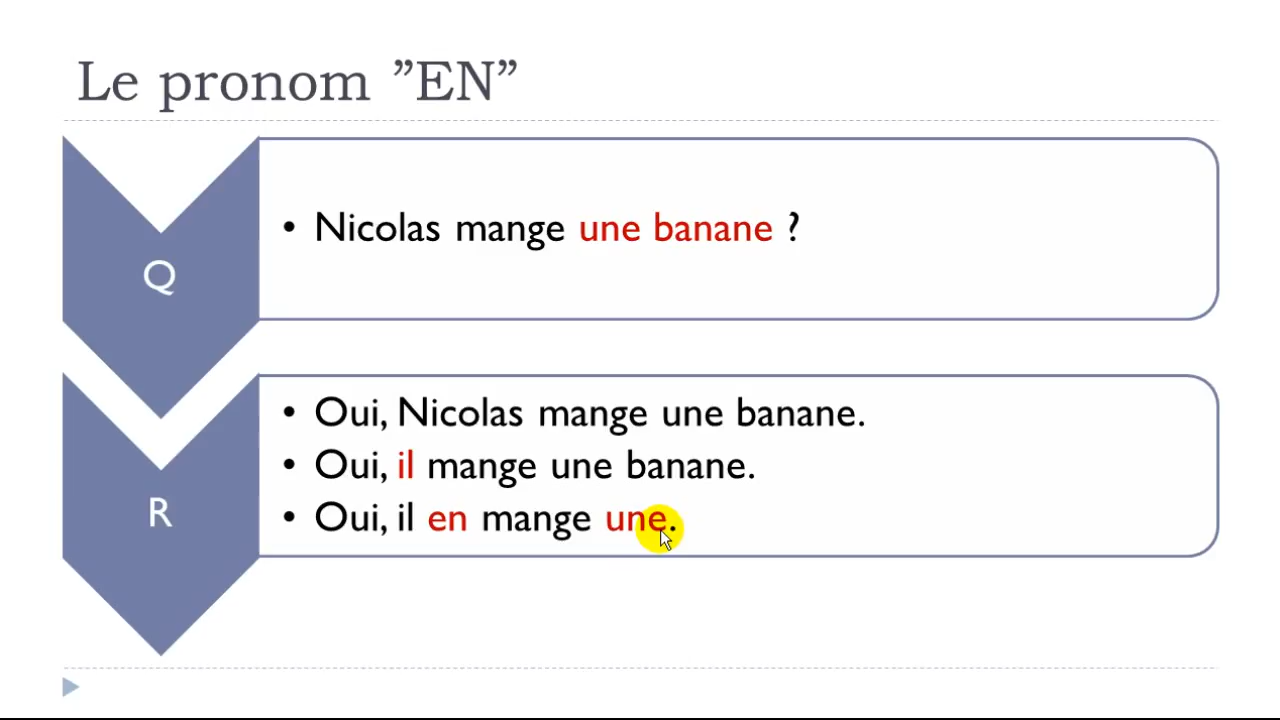 Le pronom ”EN”
Q
• Nicolas mange une banane ?
R
• Oui, Nicolas mange une banane.
• Oui, il mange une banane.
• Oui, il en mange une.